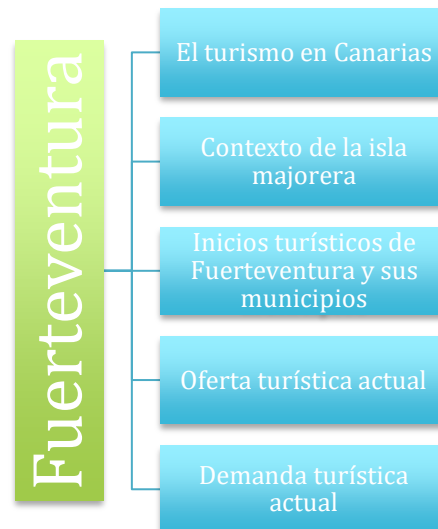 Fuerteventura
El turismo en Canarias
Contexto de la isla
majorera
Inicios turísticos de
Fuerteventura y sus
municipios
Oferta turística actual
Demanda turística
actual